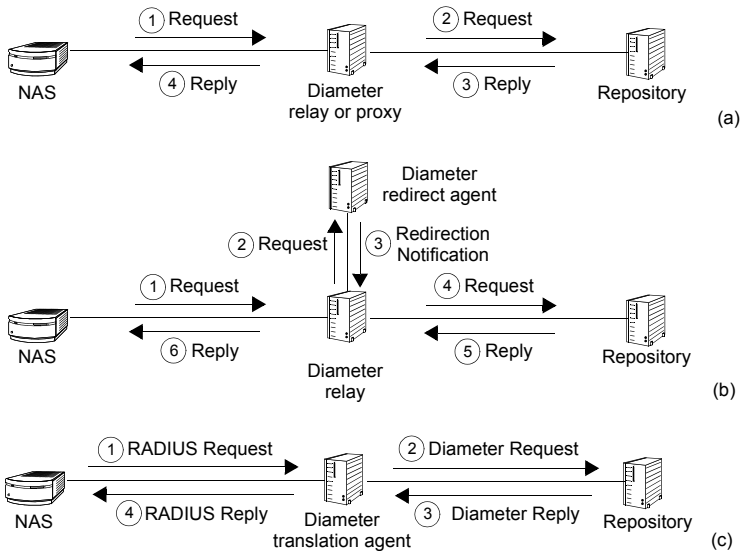 1 Request
2 Request
4 Reply
3 Reply
NAS
Diameter
relay or proxy
Repository
(a)
Diameter
redirect agent
2 Request
3 Redirection
Notification
1 Request
4 Request
6 Reply
5 Reply
NAS
Diameter
relay
Repository
(b)
1 RADIUS Request
2 Diameter Request
4 RADIUS Reply
3 Diameter Reply
NAS
Diameter
translation agent
Repository
(c)